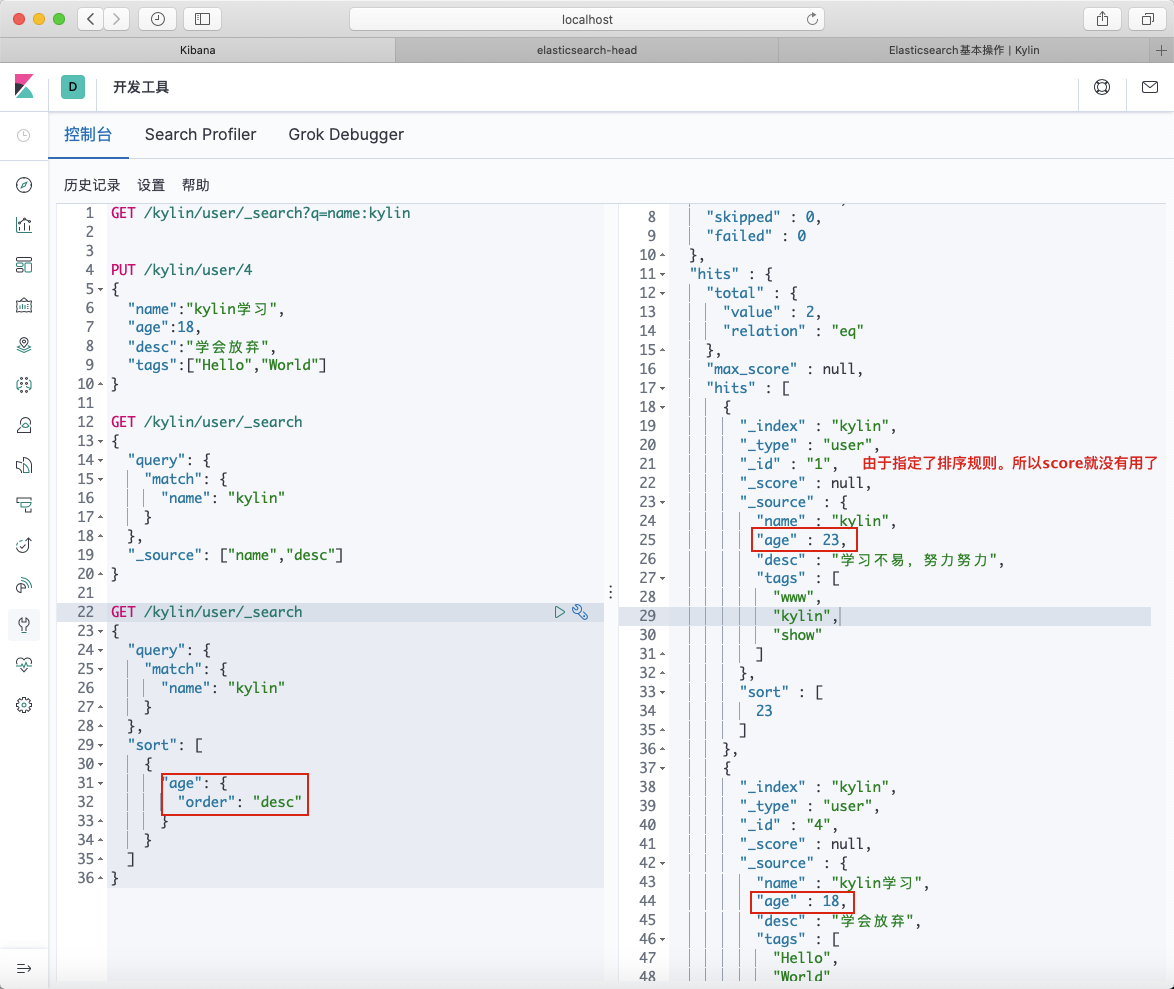 localhost
Kibana
elasticsearch-head
Elasticsearch基本操作 | Kylin
D
开发工具
控制台
Search Profiler
Grok Debugger
历史记录
设置
帮助
1 GET /kylin/user/_search?q=name:kylin
2
3
4 PUT /kylin/user/4
5 {
6 "name":"kylin学习",
7 "age":18,
8 "desc":"学会放弃",
9 "tags":["Hello","World"]
10 }
11
12 GET /kylin/user/_search
13 {
14 "query": {
15 "match": {
16 "name": "kylin"
17 }
18 },
19 "_source": ["name","desc"]
20 }
21
22 GET /kylin/user/_search
23 {
24 "query": {
25 "match": {
26 "name": "kylin"
27 }
28 },
29 "sort": [
30 {
31 "age": {
32 "order": "desc"
33 }
34 }
35 ]
36 }
8 "skipped" : 0,
9 "failed" : 0
10 },
11 "hits" : {
12 "total" : {
13 "value" : 2,
14 "relation" : "eq"
15 },
16 "max_score" : null,
17 "hits" : [
18 {
19 "_index" : "kylin",
20 "_type" : "user",
21 "_id" : "1", 由于指定了排序规则。所以score就没有用了
22 "_score" : null,
23 "_source" : {
24 "name" : "kylin",
25 "age" : 23,
26 "desc" : "学习不易，努力努力",
27 "tags" : [
28 "www",
29 "kylin",
30 "show"
31 ]
32 },
33 "sort" : [
34 23
35 ]
36 },
37 {
38 "_index" : "kylin",
39 "_type" : "user",
40 "_id" : "4",
41 "_score" : null,
42 "_source" : {
43 "name" : "kylin学习",
44 "age" : 18,
45 "desc" : "学会放弃",
46 "tags" : [
47 "Hello",
48 "World"